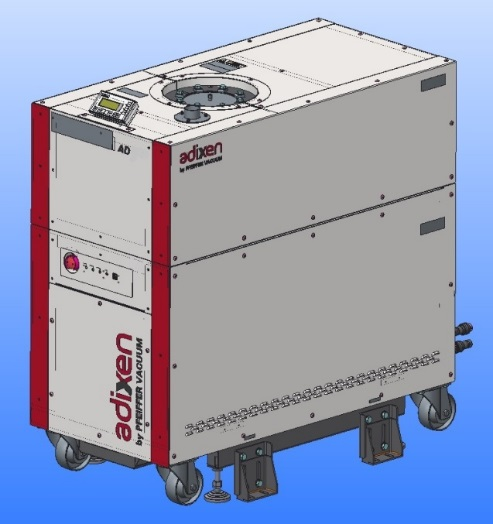 AD
adixen
by PFEIFFER VACUUM
adixen
by PFEIFFER VACUUM